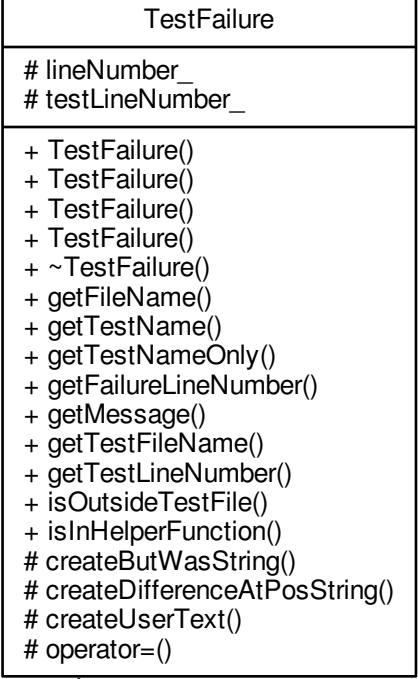 TestFailure
# lineNumber_
# testLineNumber_
+ TestFailure()
+ TestFailure()
+ TestFailure()
+ TestFailure()
+ ~TestFailure()
+ getFileName()
+ getTestName()
+ getTestNameOnly()
+ getFailureLineNumber()
+ getMessage()
+ getTestFileName()
+ getTestLineNumber()
+ isOutsideTestFile()
+ isInHelperFunction()
# createButWasString()
# createDifferenceAtPosString()
# createUserText()
# operator=()